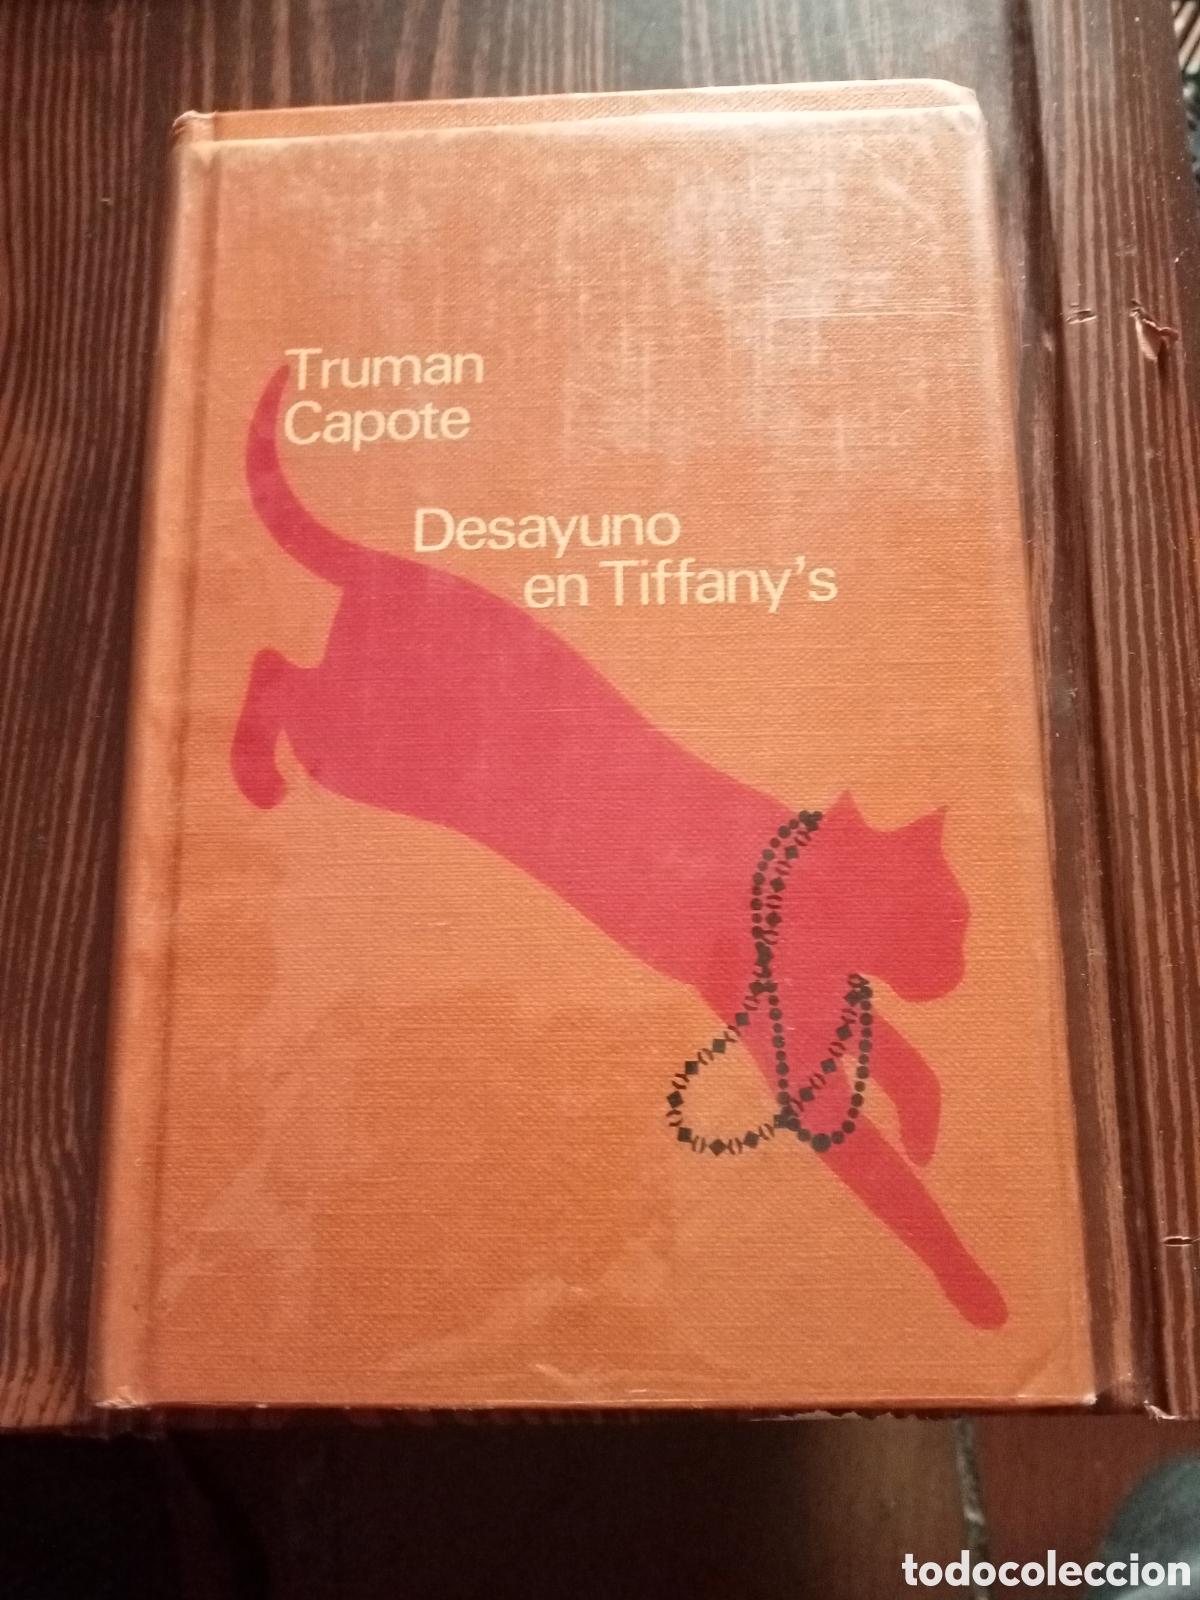 Truman
Capote
Desayuno
en Tiffany's
todocoleccion